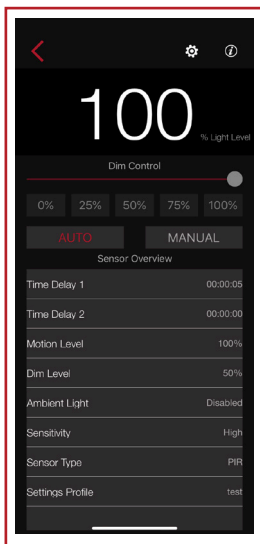 100
% Light Level
Dim Control
0% 25% 50% 75% 100%
AUTO MANUAL
Sensor Overview
Time Delay 1 00:00:05
Time Delay 2 00:00:00
Motion Level 100%
Dim Level 50%
Ambient Light Disabled
Sensitivity High
Sensor Type PIR
Settings Profile test